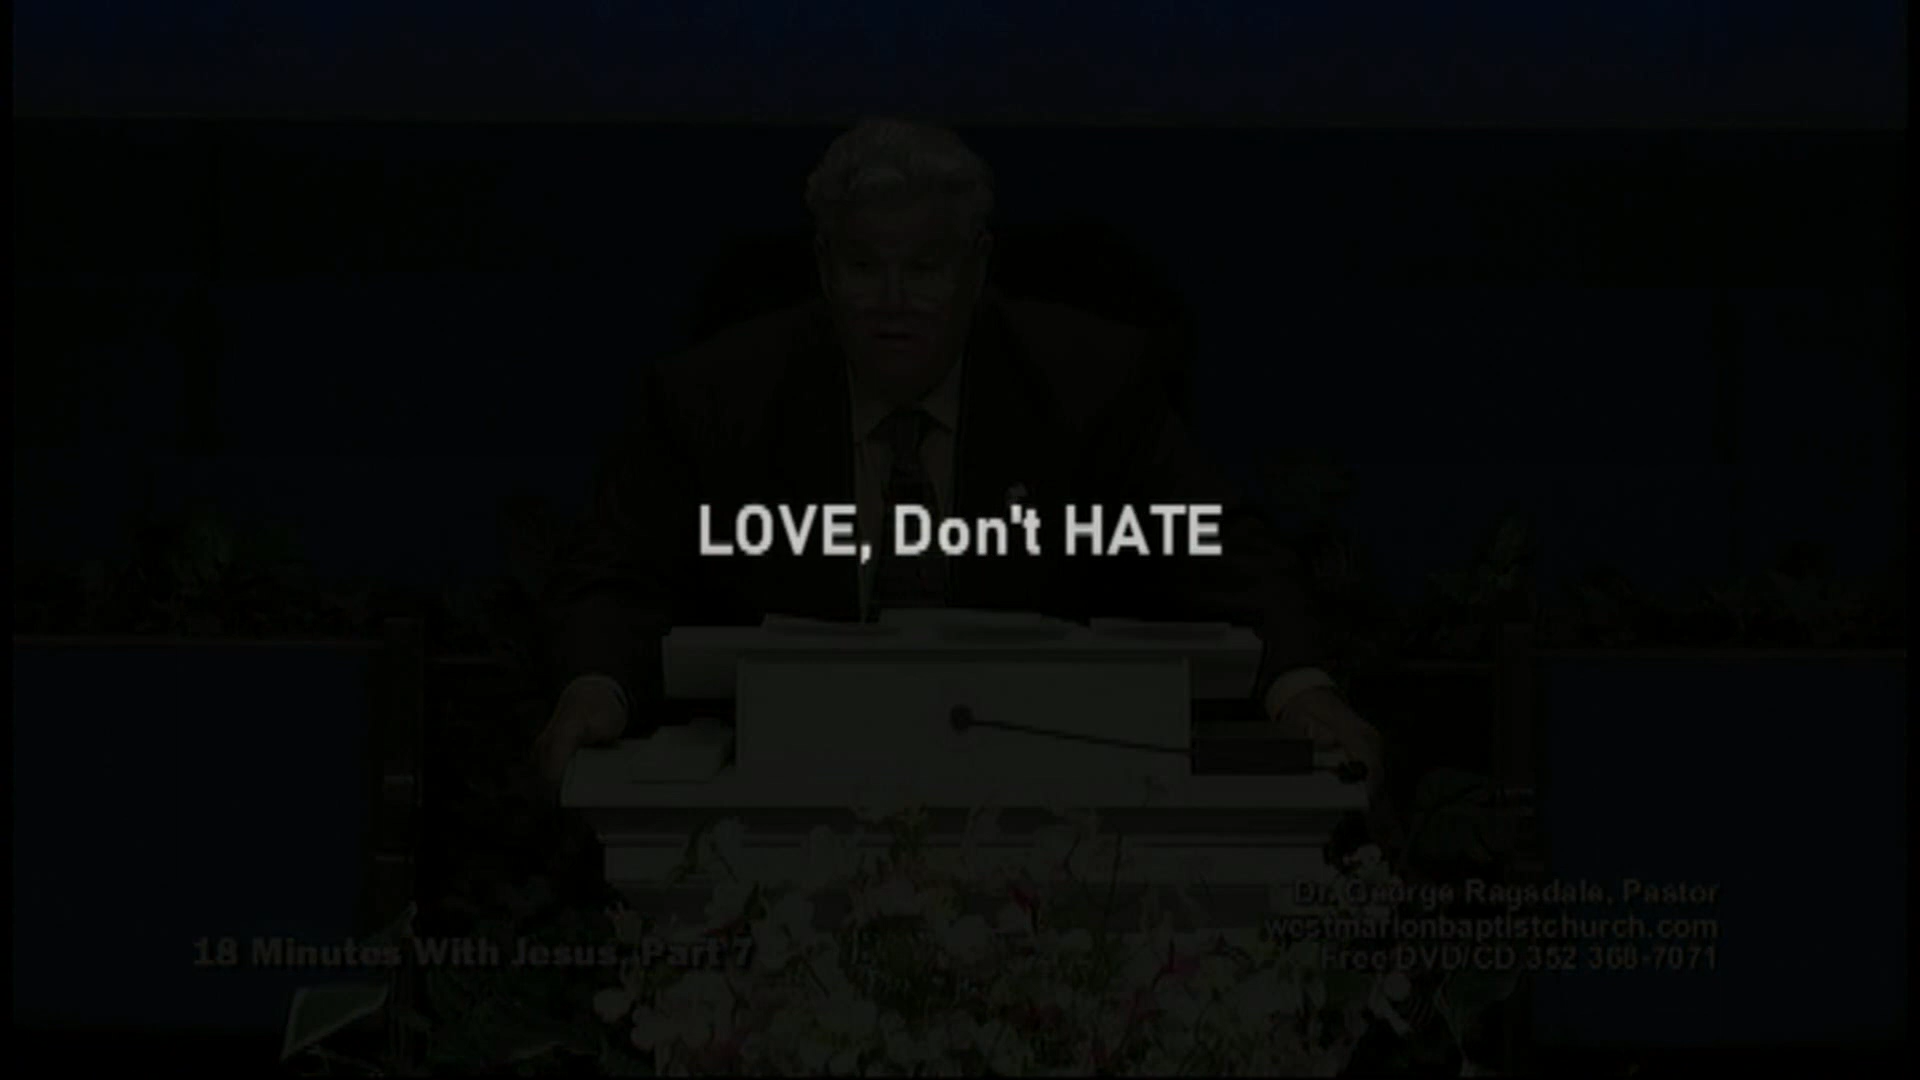 LOVE, Don't HATE
Dr. George Ragsdale, Pastor
westmarionbaptistchurch.com
18 Minutes With Jesus, Part 7
Free DVD/CD 352 368-7071